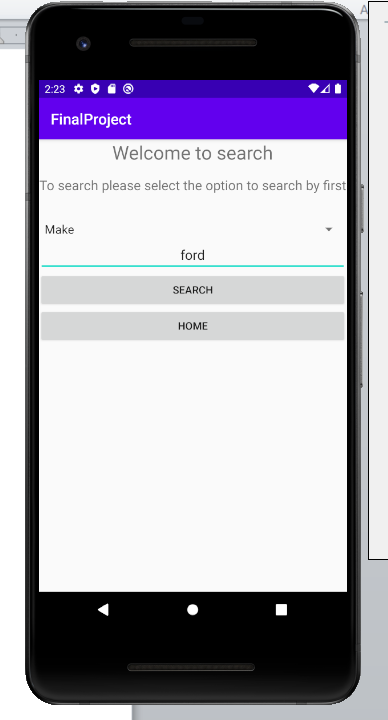 2:23
FinalProject
Welcome to search
To search please select the option to search by first
Make
ford
SEARCH
HOME